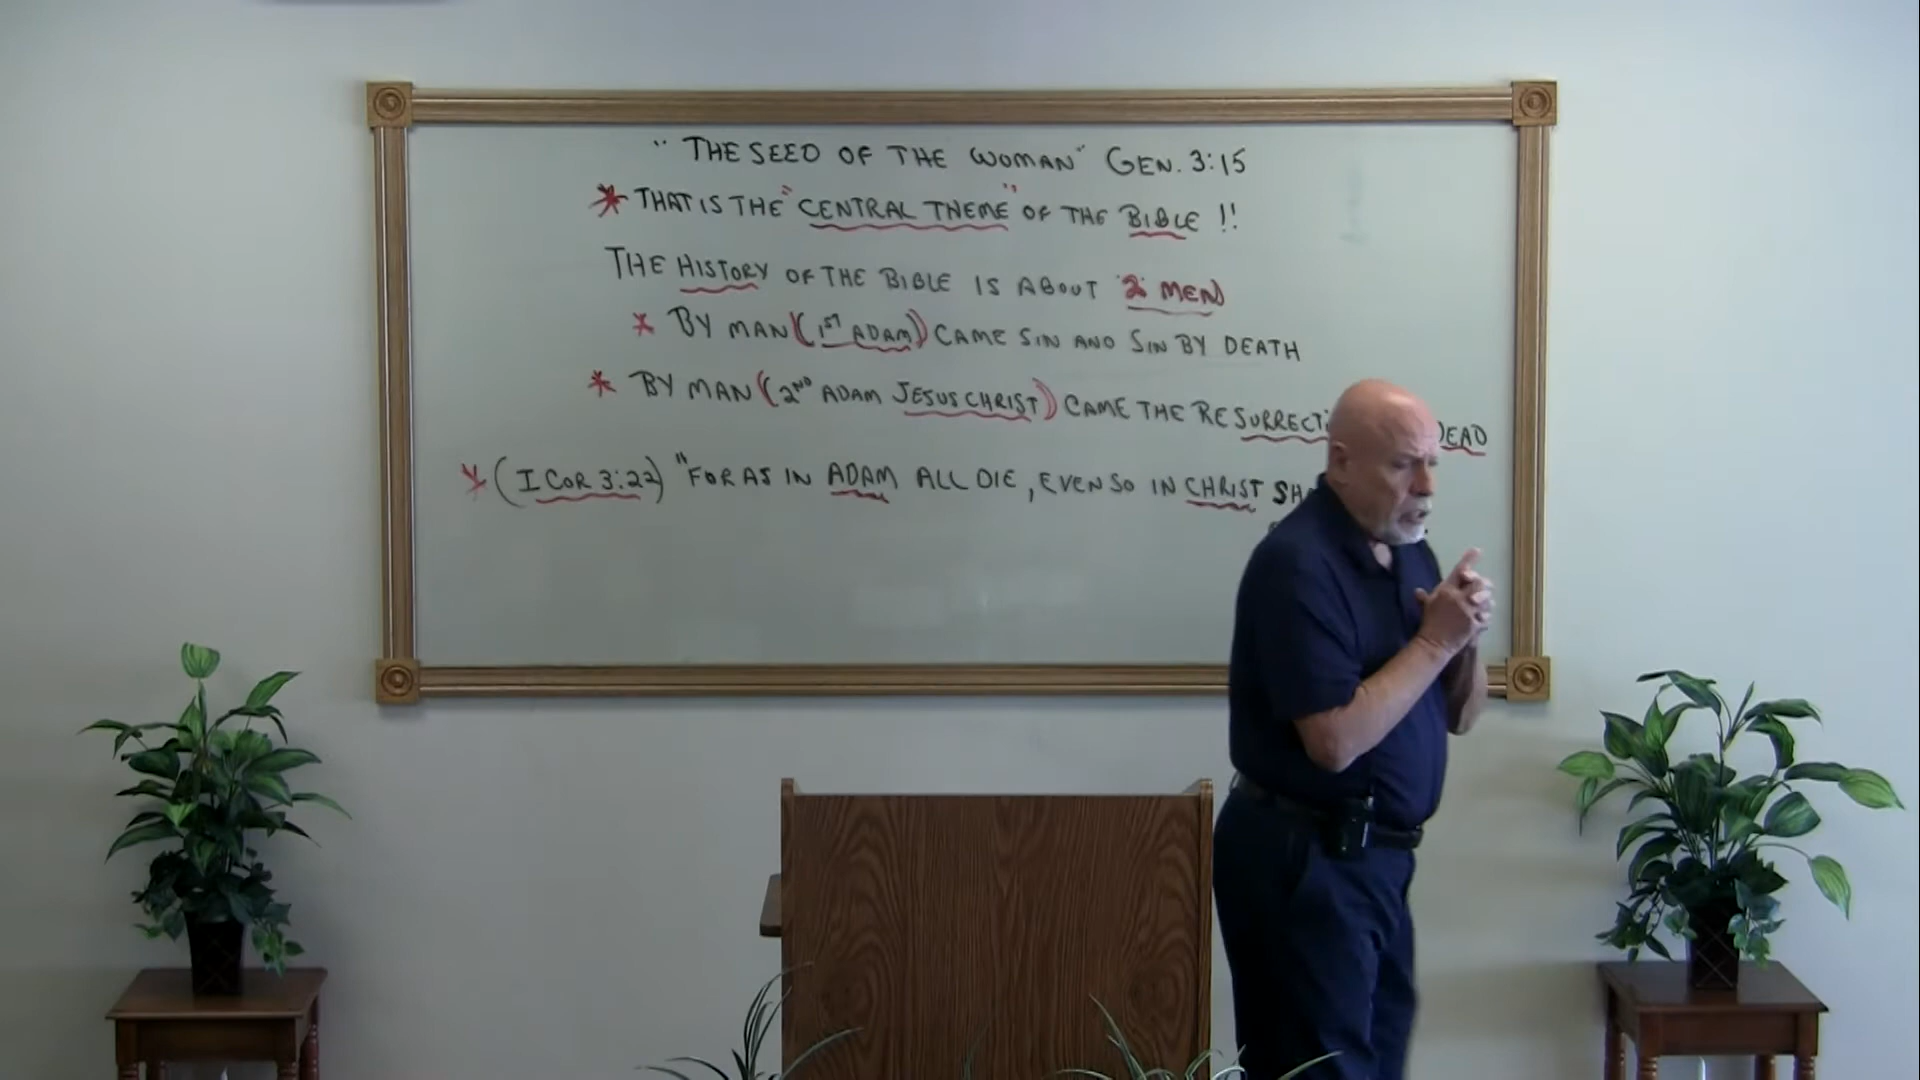 "THE SEED OF THE WOMAN" GEN. 3:15
* THAT IS THE "CENTRAL THEME" OF THE BIBLE !!
THE HISTORY OF THE BIBLE IS ABOUT "2" MEN
* BY MAN (1ST ADAM) CAME SIN AND SIN BY DEATH
* BY MAN (2ND ADAM JESUS CHRIST) CAME THE RESURRECTI DEAD
* (I COR 3:22) "FOR AS IN ADAM ALL DIE, EVEN SO IN CHRIST SHA